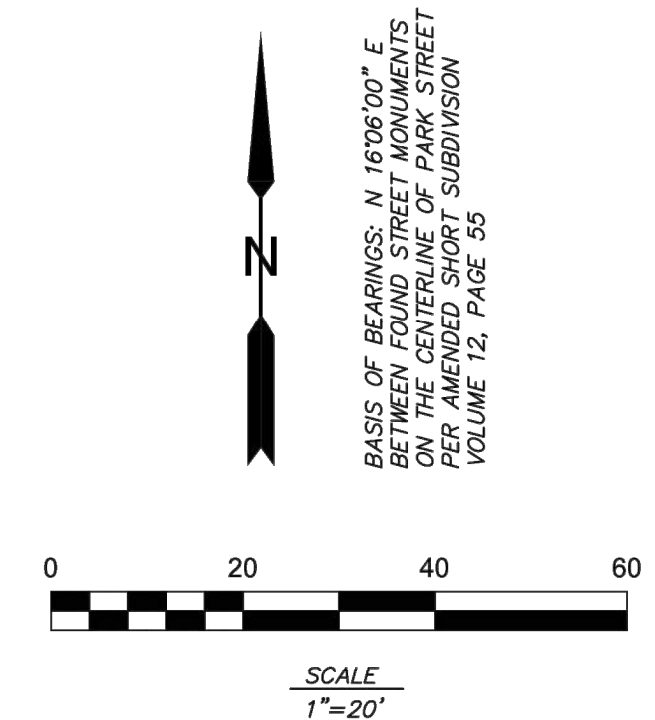 N
BASIS OF BEARINGS: N 16°06'00" E
BETWEEN FOUND STREET MONUMENTS
ON THE CENTERLINE OF PARK STREET
PER AMENDED SHORT SUBDIVISION
VOLUME 12, PAGE 55
0 20 40 60
SCALE
1"=20'